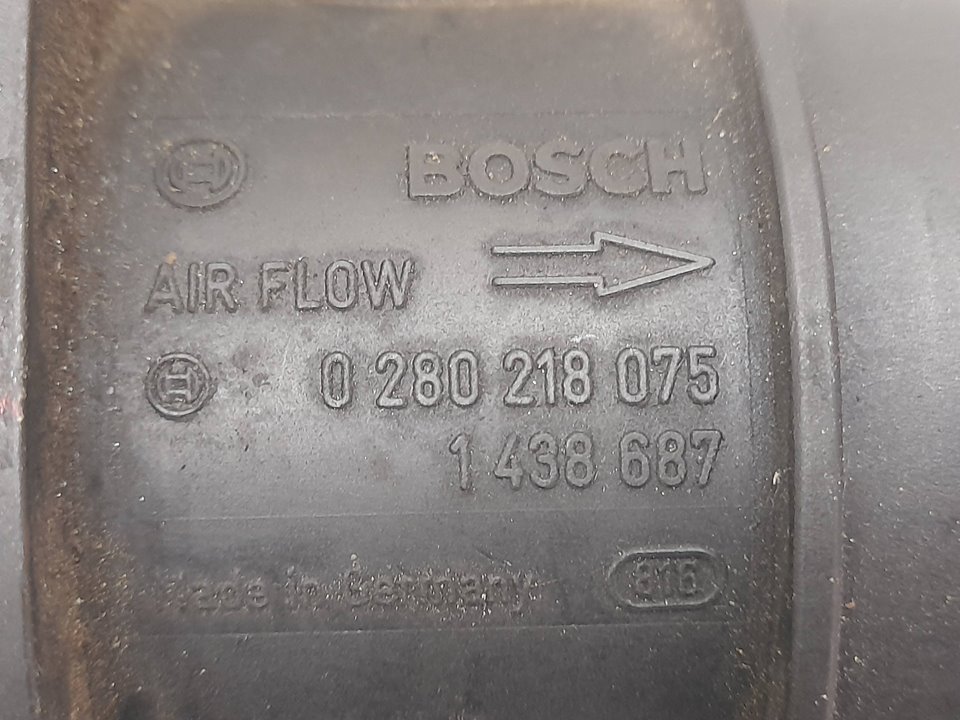 BOSCH
AIR FLOW
0 280 218 075
1 438 687
Made in Germany 816